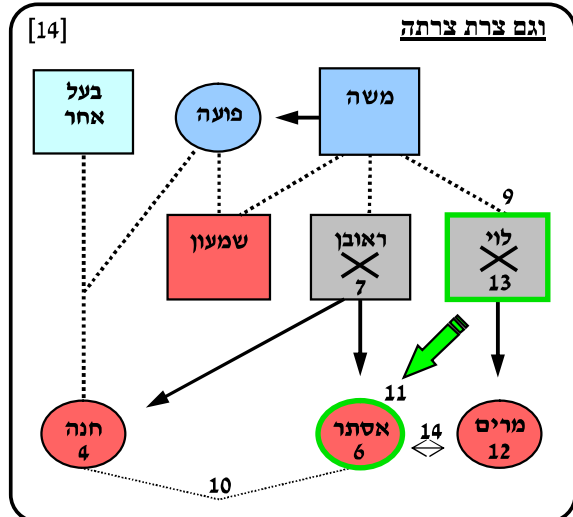 וגם צרת צרתה
[14]
משה
פועה
בעל
אחר
9
לוי
13
ראובן
7
שמעון
11
מרים
12
14
אסתר
6
חנה
4
10